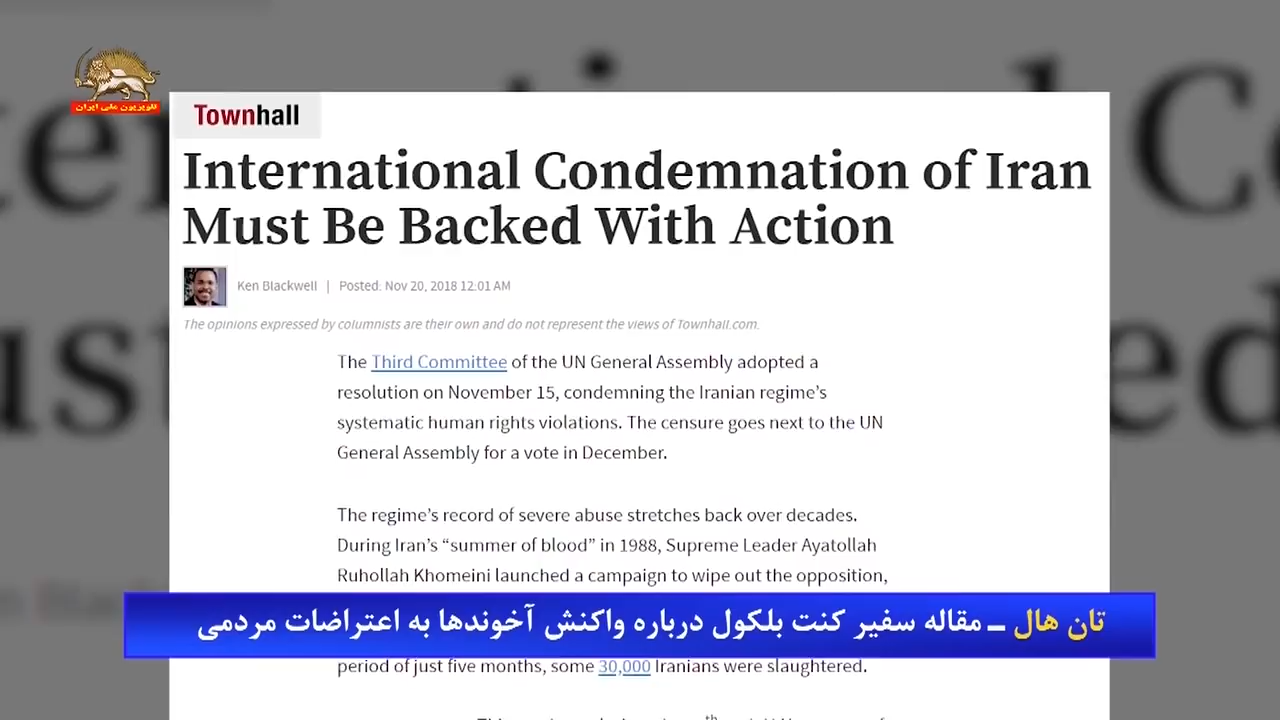 تلویزیون ملی ایران
Townhall
International Condemnation of Iran
Must Be Backed With Action
Ken Blackwell | Posted: Nov 20, 2018 12:01 AM
The opinions expressed by columnists are their own and do not represent the views of Townhall.com.
The Third Committee of the UN General Assembly adopted a
resolution on November 15, condemning the Iranian regime's
systematic human rights violations. The censure goes next to the UN
General Assembly for a vote in December.
The regime's record of severe abuse stretches back over decades.
During Iran's “summer of blood” in 1988, Supreme Leader Ayatollah
Ruhollah Khomeini launched a campaign to wipe out the opposition,
تان هال ـ مقاله سفیر کنت بلکول درباره واکنش آخوندها به اعتراضات مردمی
period of just five months, some 30,000 Iranians were slaughtered.